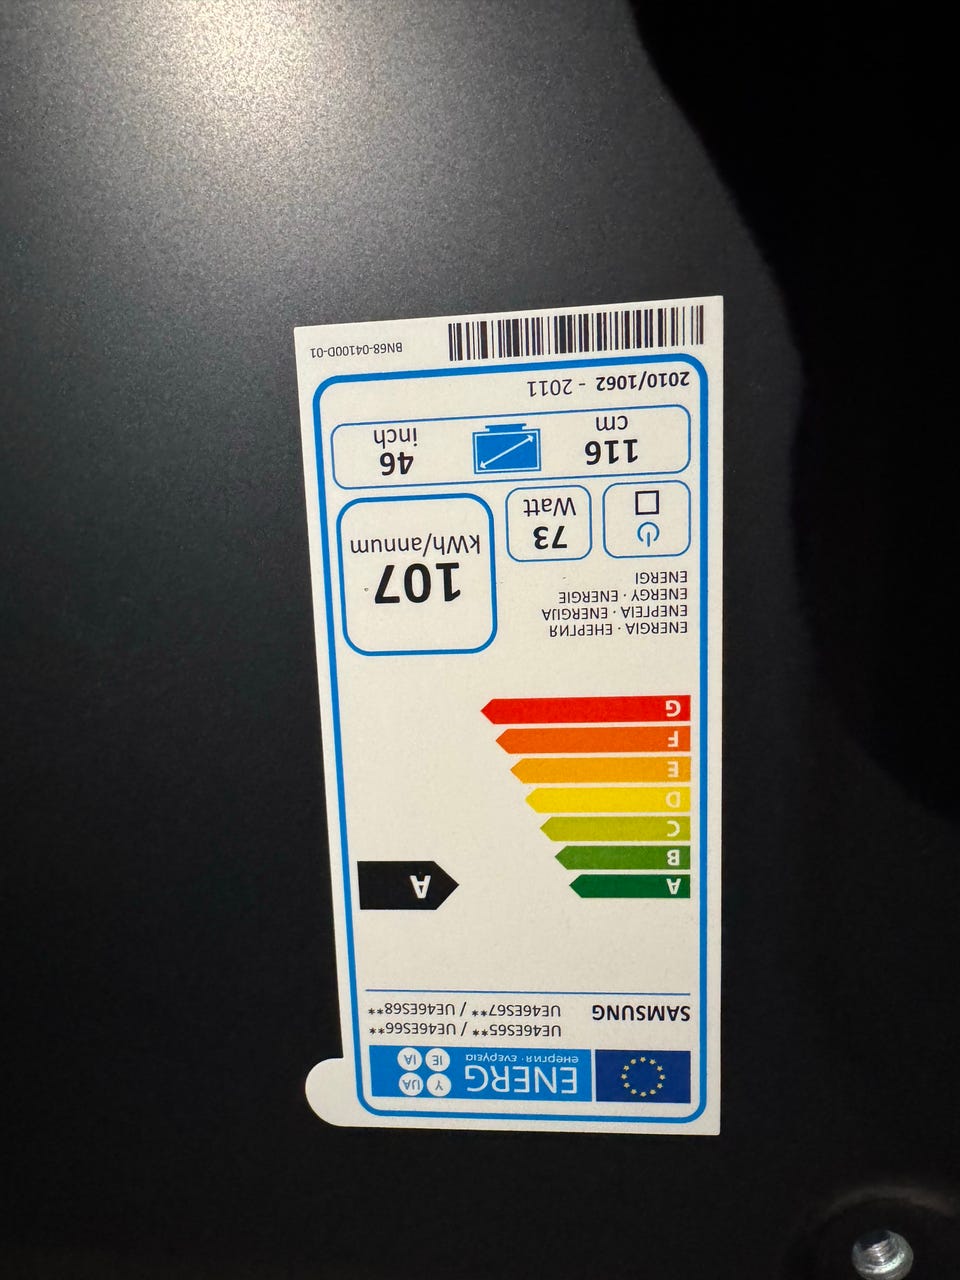 ENERG
Y UA
енергия · ενεργεια
IE IA
UE46ES65** / UE46ES66**
SAMSUNG UE46ES67** / UE46ES68**
A
B
C
D
E
F
G
A
ENERGIA · ЕНЕРГИЯ
ΕΝΕΡΓΕΙΑ · ENERGIJA
ENERGY · ENERGIE
ENERGI
107
kWh/annum
73
Watt
116
cm
46
inch
2010/1062 - 2011
BN68-04100D-01